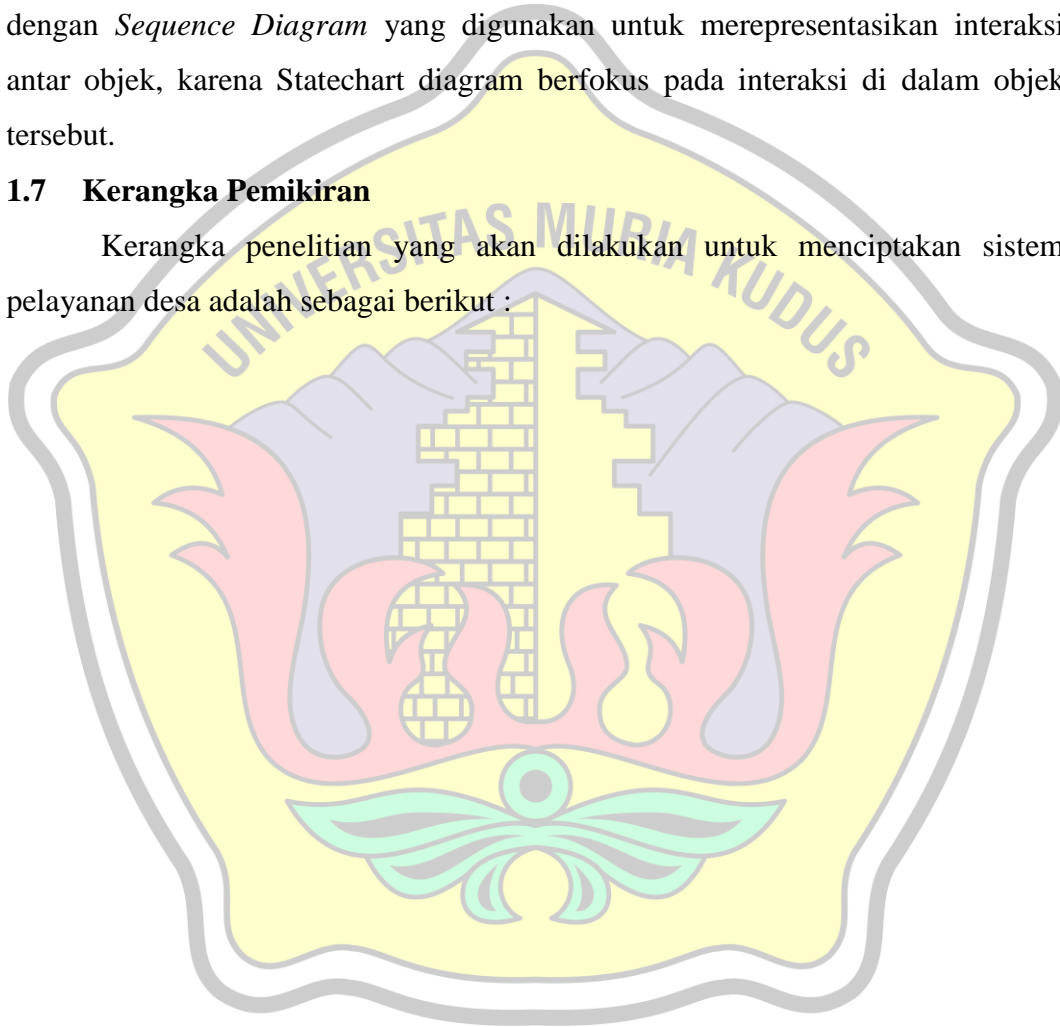 dengan Sequence Diagram yang digunakan untuk merepresentasikan interaksi
antar objek, karena Statechart diagram berfokus pada interaksi di dalam objek
tersebut.
1.7 Kerangka Pemikiran
Kerangka penelitian yang akan dilakukan untuk menciptakan sistem
pelayanan desa adalah sebagai berikut :
UNIVERSITAS MURIA KUDUS